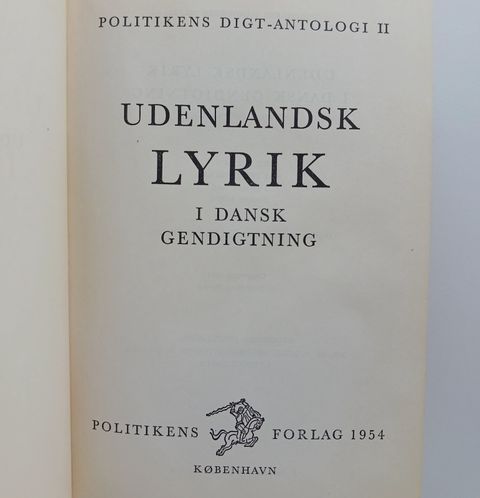 POLITIKENS DIGT-ANTOLOGI II
UDENLANDSK
LYRIK
I DANSK
GENDIGTNING
POLITIKENS FORLAG 1954
KØBENHAVN